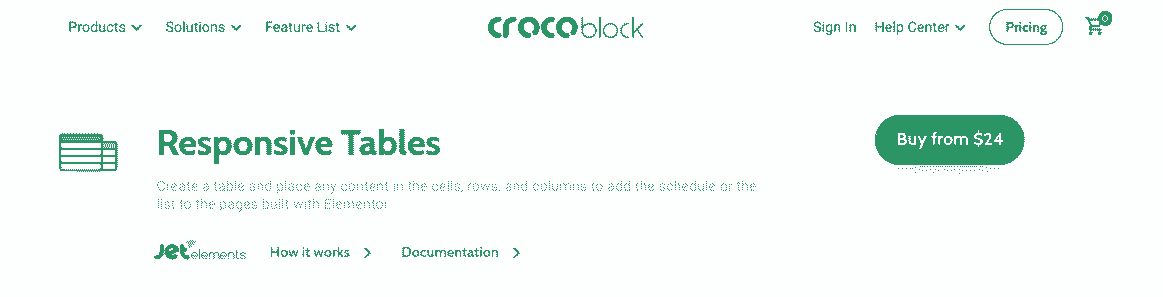 Products Solutions Feature List crocoblock Sign In Help Center Pricing 0
Responsive Tables
Buy from $24
Create a table and place any content in the cells, rows, and columns to add the schedule or the
list to the pages built with Elementor
Jet elements How it works Documentation